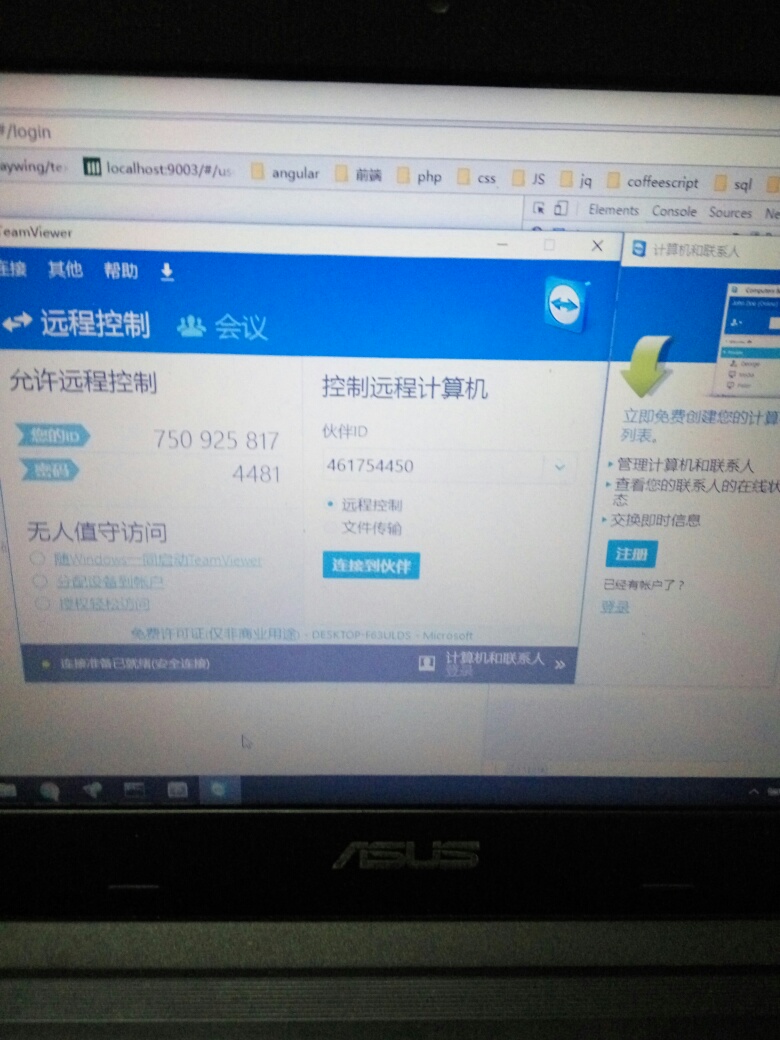 #/login
localhost:9003/#/us
angular
前端
php
css
JS
jq
coffeescript
sql
Elements Console Sources Ne
TeamViewer
计算机和联系人
连接 其他 帮助
远程控制
会议
允许远程控制
您的ID 750 925 817
密码 4481
无人值守访问
随Windows一同启动TeamViewer
分配设备到帐户
授权轻松访问
控制远程计算机
伙伴ID
461754450
远程控制
文件传输
连接到伙伴
免费许可证(仅非商业用途) - DESKTOP-F63ULDS - Microsoft
连接准备已就绪(安全连接)
计算机和联系人
登录
立即免费创建您的计算
列表。
管理计算机和联系人
查看您的联系人的在线状
态
交换即时信息
注册
已经有帐户了？
登录
ASUS